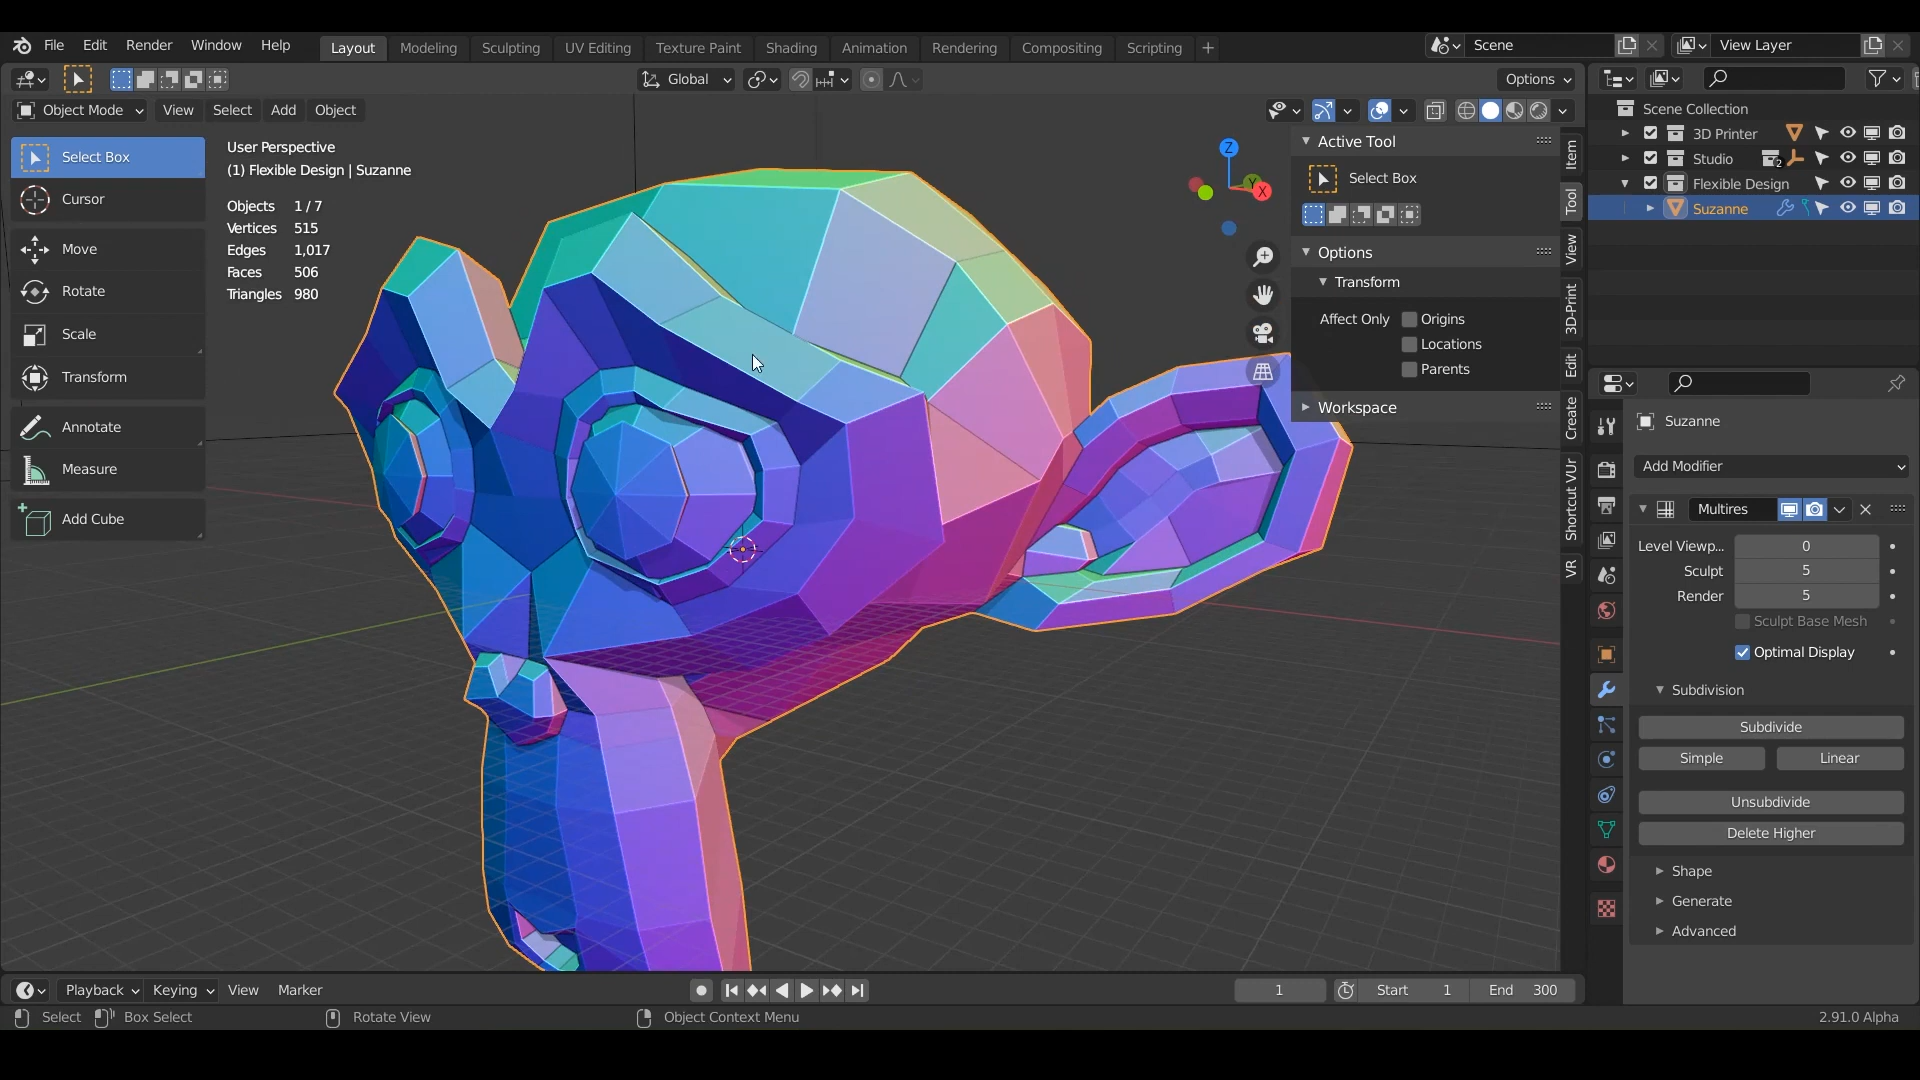 File Edit Render Window Help Layout Modeling Sculpting UV Editing Texture Paint Shading Animation Rendering Compositing Scripting + Scene View Layer
Global Options
Object Mode View Select Add Object
Select Box
Cursor
Move
Rotate
Scale
Transform
Annotate
Measure
Add Cube
User Perspective
(1) Flexible Design | Suzanne
Objects 1 / 7
Vertices 515
Edges 1,017
Faces 506
Triangles 980
Z
Y
X
Active Tool
Select Box
Options
Transform
Affect Only Origins
Locations
Parents
Workspace
Item
Tool
View
3D-Print
Edit
Create
Shortcut VUr
VR
Scene Collection
3D Printer
Studio 2
Flexible Design
Suzanne
Suzanne
Add Modifier
Multires
Level Viewp... 0
Sculpt 5
Render 5
Sculpt Base Mesh
Optimal Display
Subdivision
Subdivide
Simple Linear
Unsubdivide
Delete Higher
Shape
Generate
Advanced
Playback Keying View Marker 1 Start 1 End 300
Select Box Select Rotate View Object Context Menu 2.91.0 Alpha